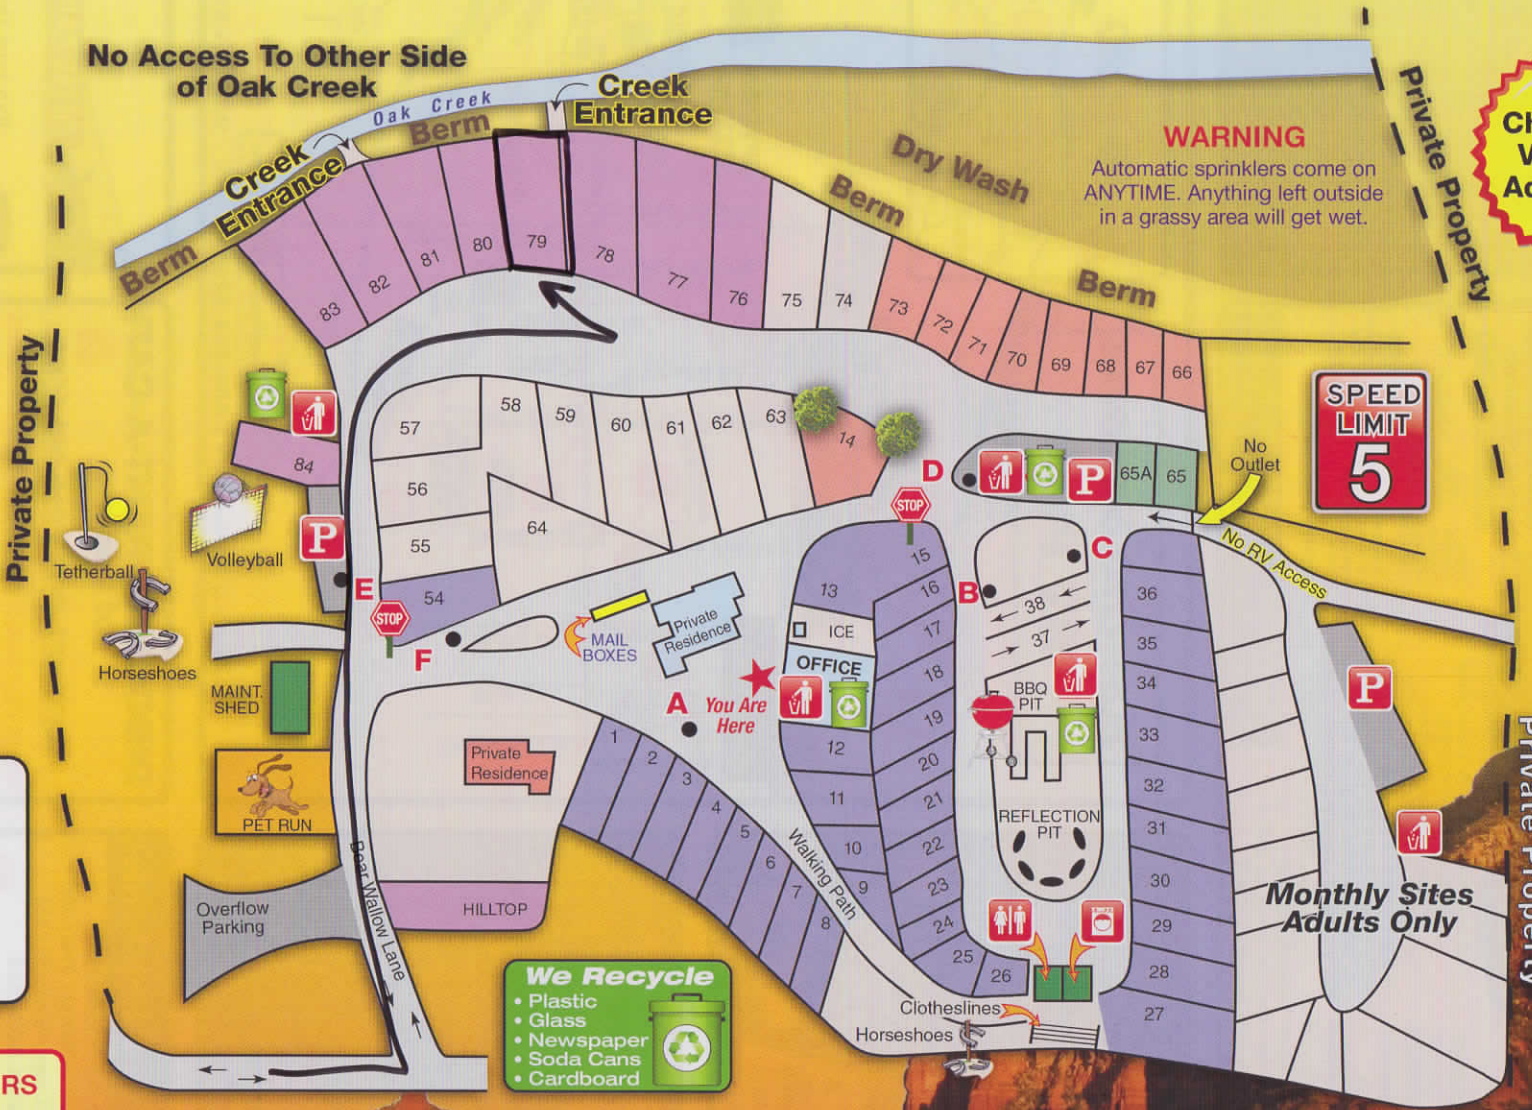 No Access To Other Side
of Oak Creek
Oak Creek
Berm
Creek
Entrance
Creek
Entrance
Berm
Dry Wash
Berm
Berm
WARNING
Automatic sprinklers come on
ANYTIME. Anything left outside
in a grassy area will get wet.
Private Property
Private Property
83
82
81
80
79
78
77
76
75
74
73
72
71
70
69
68
67
66
SPEED
LIMIT
5
No
Outlet
No RV Access
57
58
59
60
61
62
63
14
56
55
64
54
84
P
Volleyball
Tetherball
Horseshoes
E
STOP
F
D
STOP
P
65A
65
C
B
38
37
MAIL
BOXES
Private
Residence
A
You Are
Here
13
ICE
OFFICE
12
11
10
9
15
16
17
18
19
20
21
22
23
24
25
26
BBQ
PIT
REFLECTION
PIT
36
35
34
33
32
31
30
29
28
27
P
Monthly Sites
Adults Only
Private Property
MAINT.
SHED
PET RUN
Private
Residence
HILLTOP
1
2
3
4
5
6
7
8
Walking Path
Overflow
Parking
Bear Wallow Lane
We Recycle
• Plastic
• Glass
• Newspaper
• Soda Cans
• Cardboard
Clotheslines
Horseshoes
RS